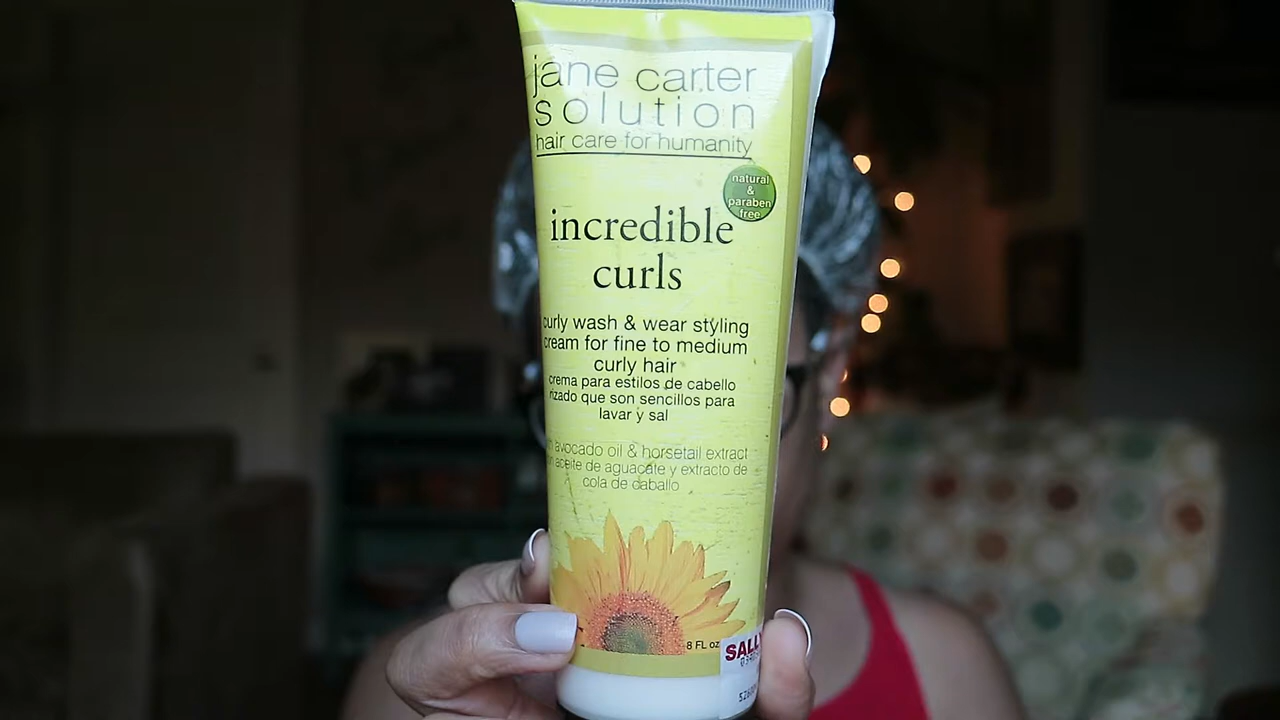 jane carter
solution
hair care for humanity
natural
&
paraben
free
incredible
curls
curly wash & wear styling
cream for fine to medium
curly hair
crema para estilos de cabello
rizado que son sencillos para
lavar y sal
avocado oil & horsetail extract
aceite de aguacate y extracto de
cola de caballo
8 FL oz
SALLY